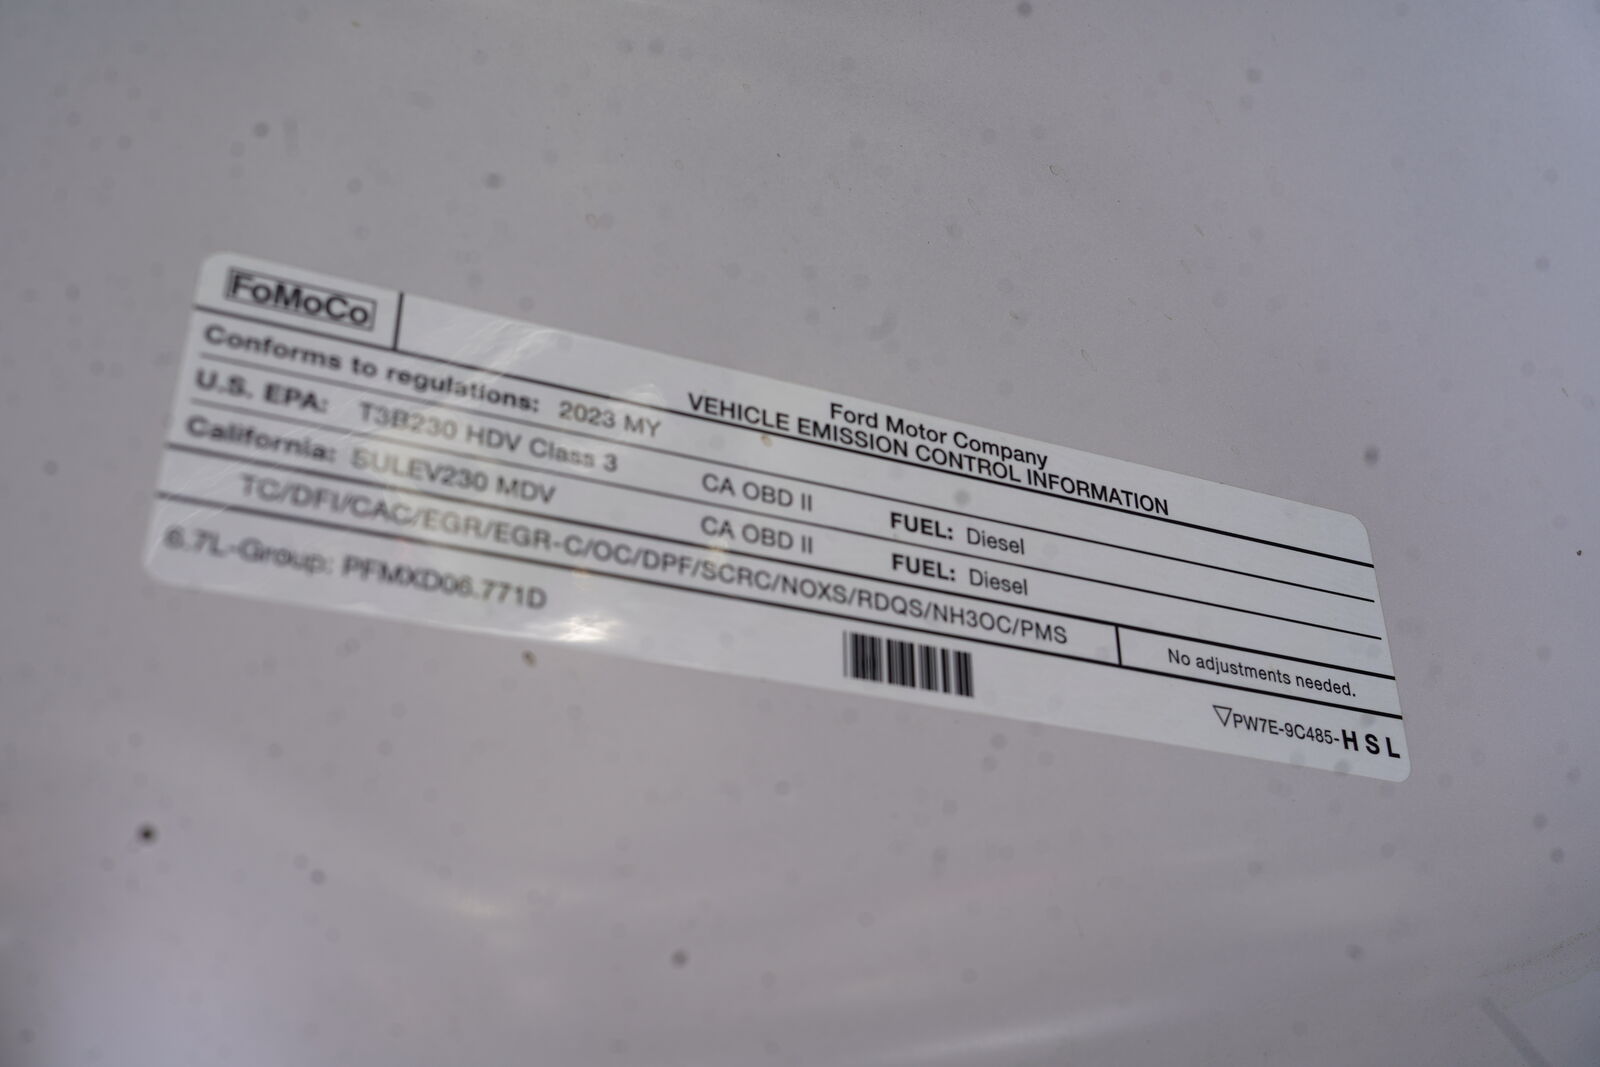 FoMoCo
Ford Motor Company
VEHICLE EMISSION CONTROL INFORMATION
Conforms to regulations: 2023 MY
U.S. EPA: T3B230 HDV Class 3 CA OBD II FUEL: Diesel
California: SULEV230 MDV CA OBD II FUEL: Diesel
TC/DFI/CAC/EGR/EGR-C/OC/DPF/SCRC/NOXS/RDQS/NH3OC/PMS No adjustments needed.
6.7L-Group: PFMXD06.771D
▽PW7E-9C485-H S L